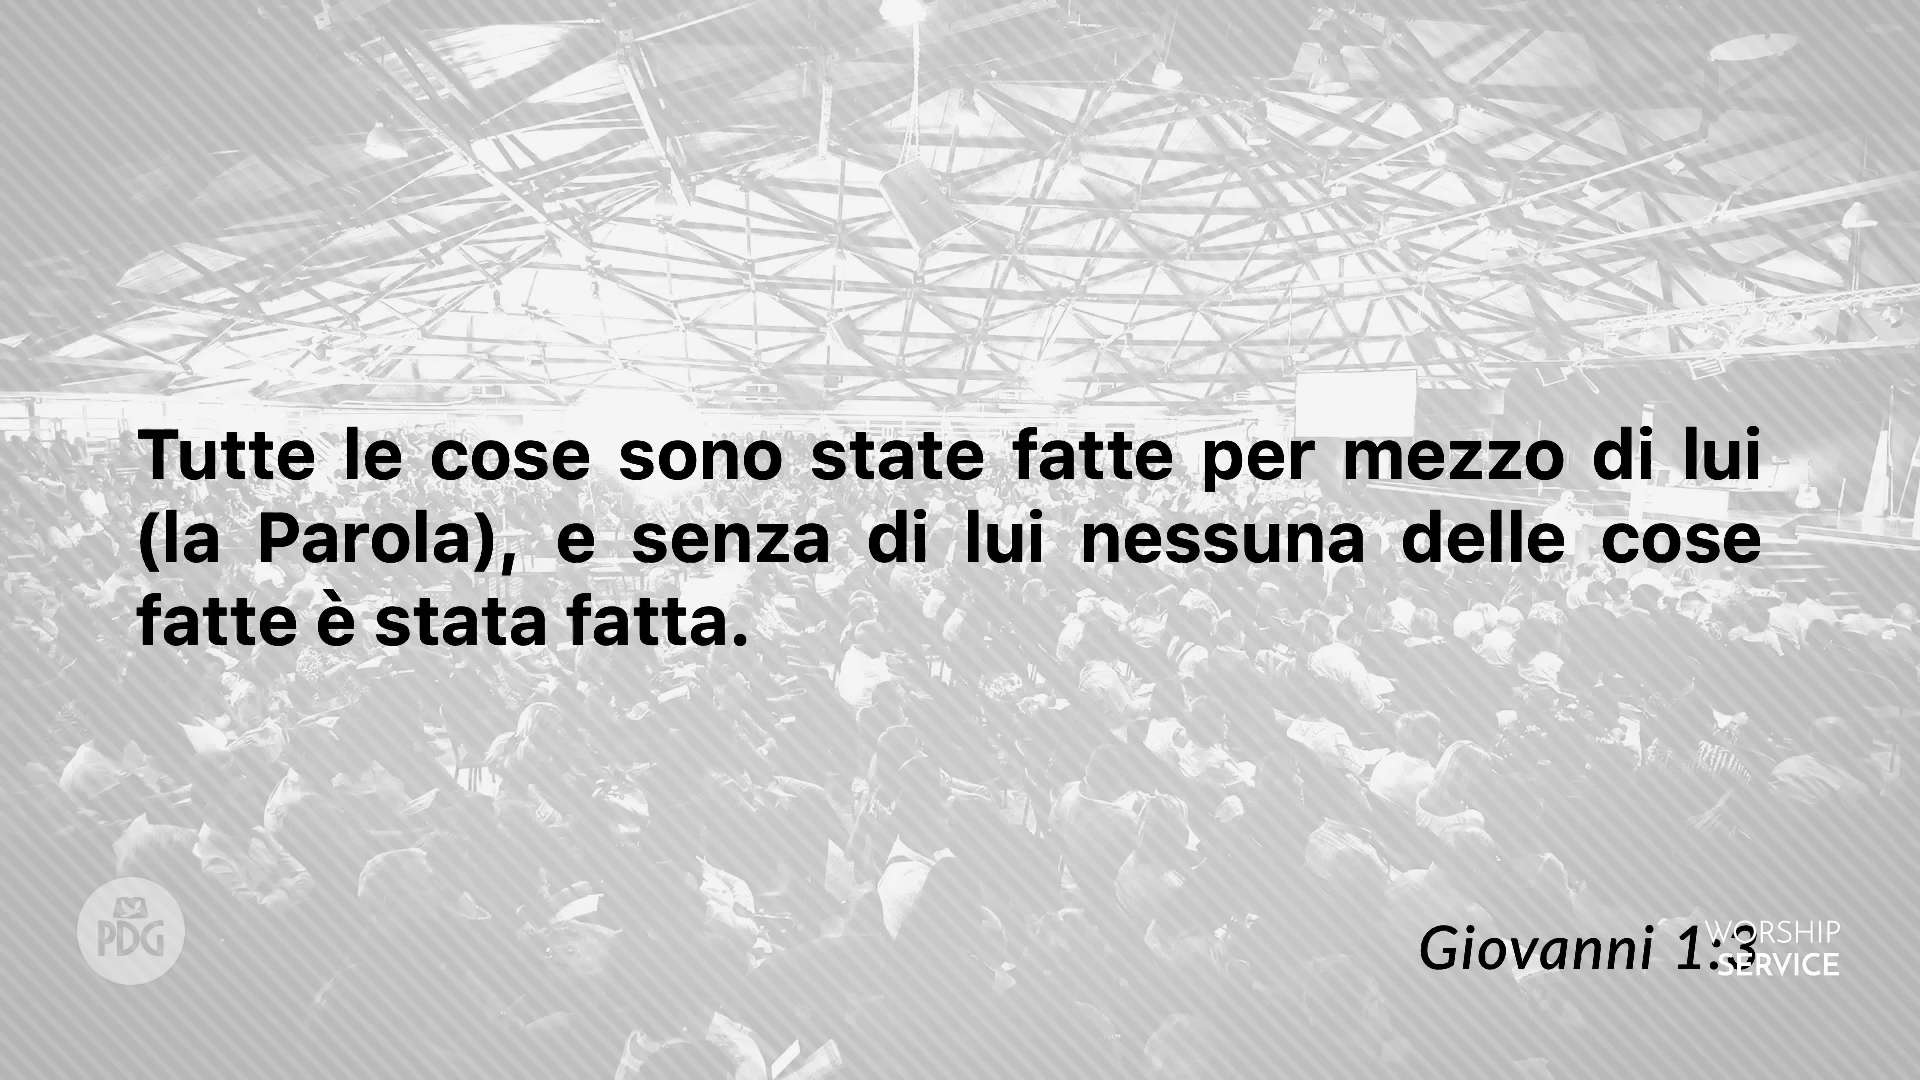 Tutte le cose sono state fatte per mezzo di lui
(la Parola), e senza di lui nessuna delle cose
fatte è stata fatta.
PDG
Giovanni 1:3
WORSHIP
SERVICE